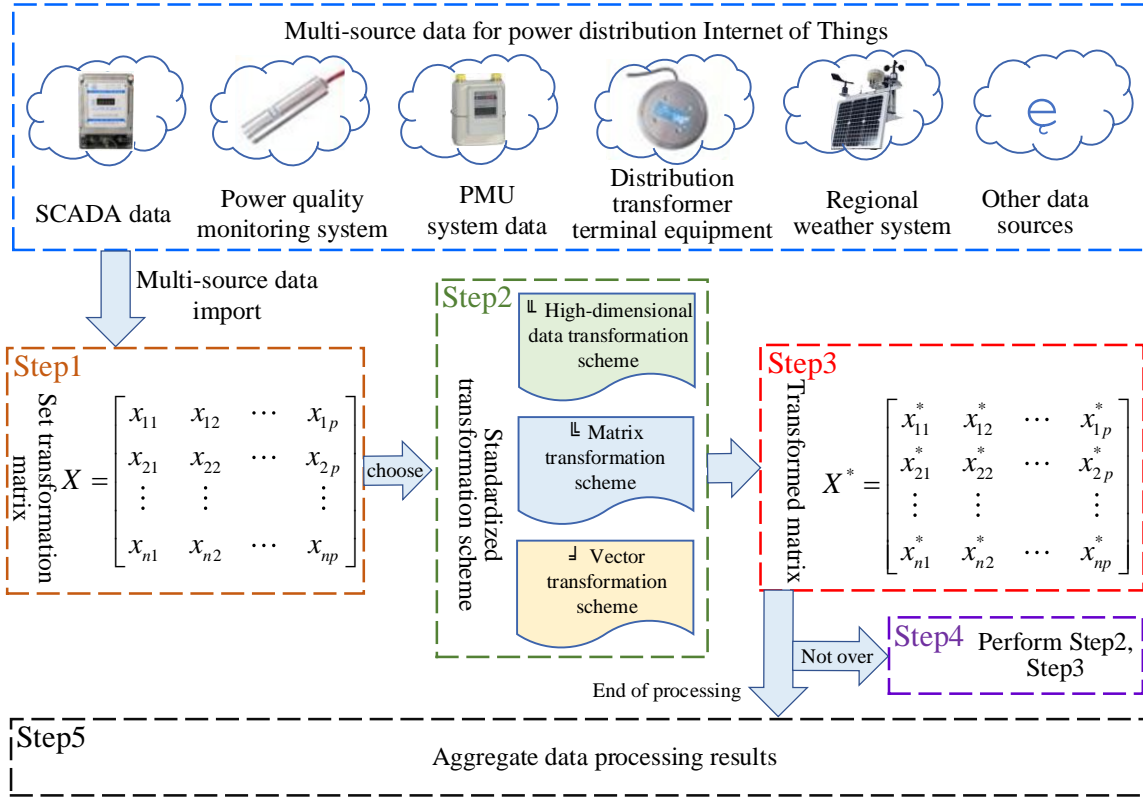 Multi-source data for power distribution Internet of Things
e
SCADA data
Power quality
monitoring system
PMU
system data
Distribution
transformer
terminal equipment
Regional
weather system
Other data
sources
Multi-source data
import
Step1
Set transformation
matrix
X = [ x11 x12 ⋯ x1p
x21 x22 ⋯ x2p
⋮ ⋮ ⋮
xn1 xn2 ⋯ xnp ]
choose
Step2
Standardized
transformation scheme
╙ High-dimensional
data transformation
scheme
╙ Matrix
transformation
scheme
╛ Vector
transformation
scheme
Step3
Transformed matrix
X* = [ x*11 x*12 ⋯ x*1p
x*21 x*22 ⋯ x*2p
⋮ ⋮ ⋮
x*n1 x*n2 ⋯ x*np ]
Not over
Step4
Perform Step2,
Step3
End of processing
Step5
Aggregate data processing results